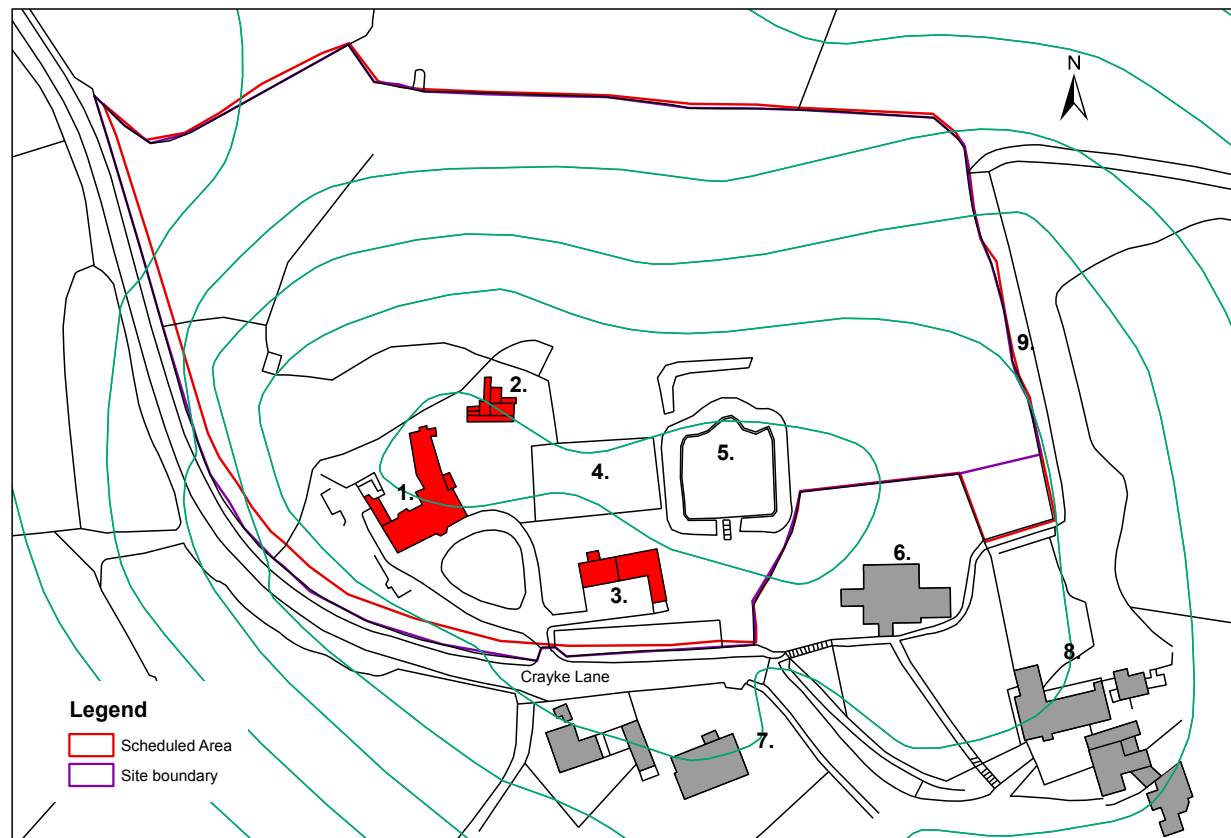 N
9.
2.
5.
4.
1.
6.
3.
8.
Crayke Lane
7.
Legend
Scheduled Area
Site boundary